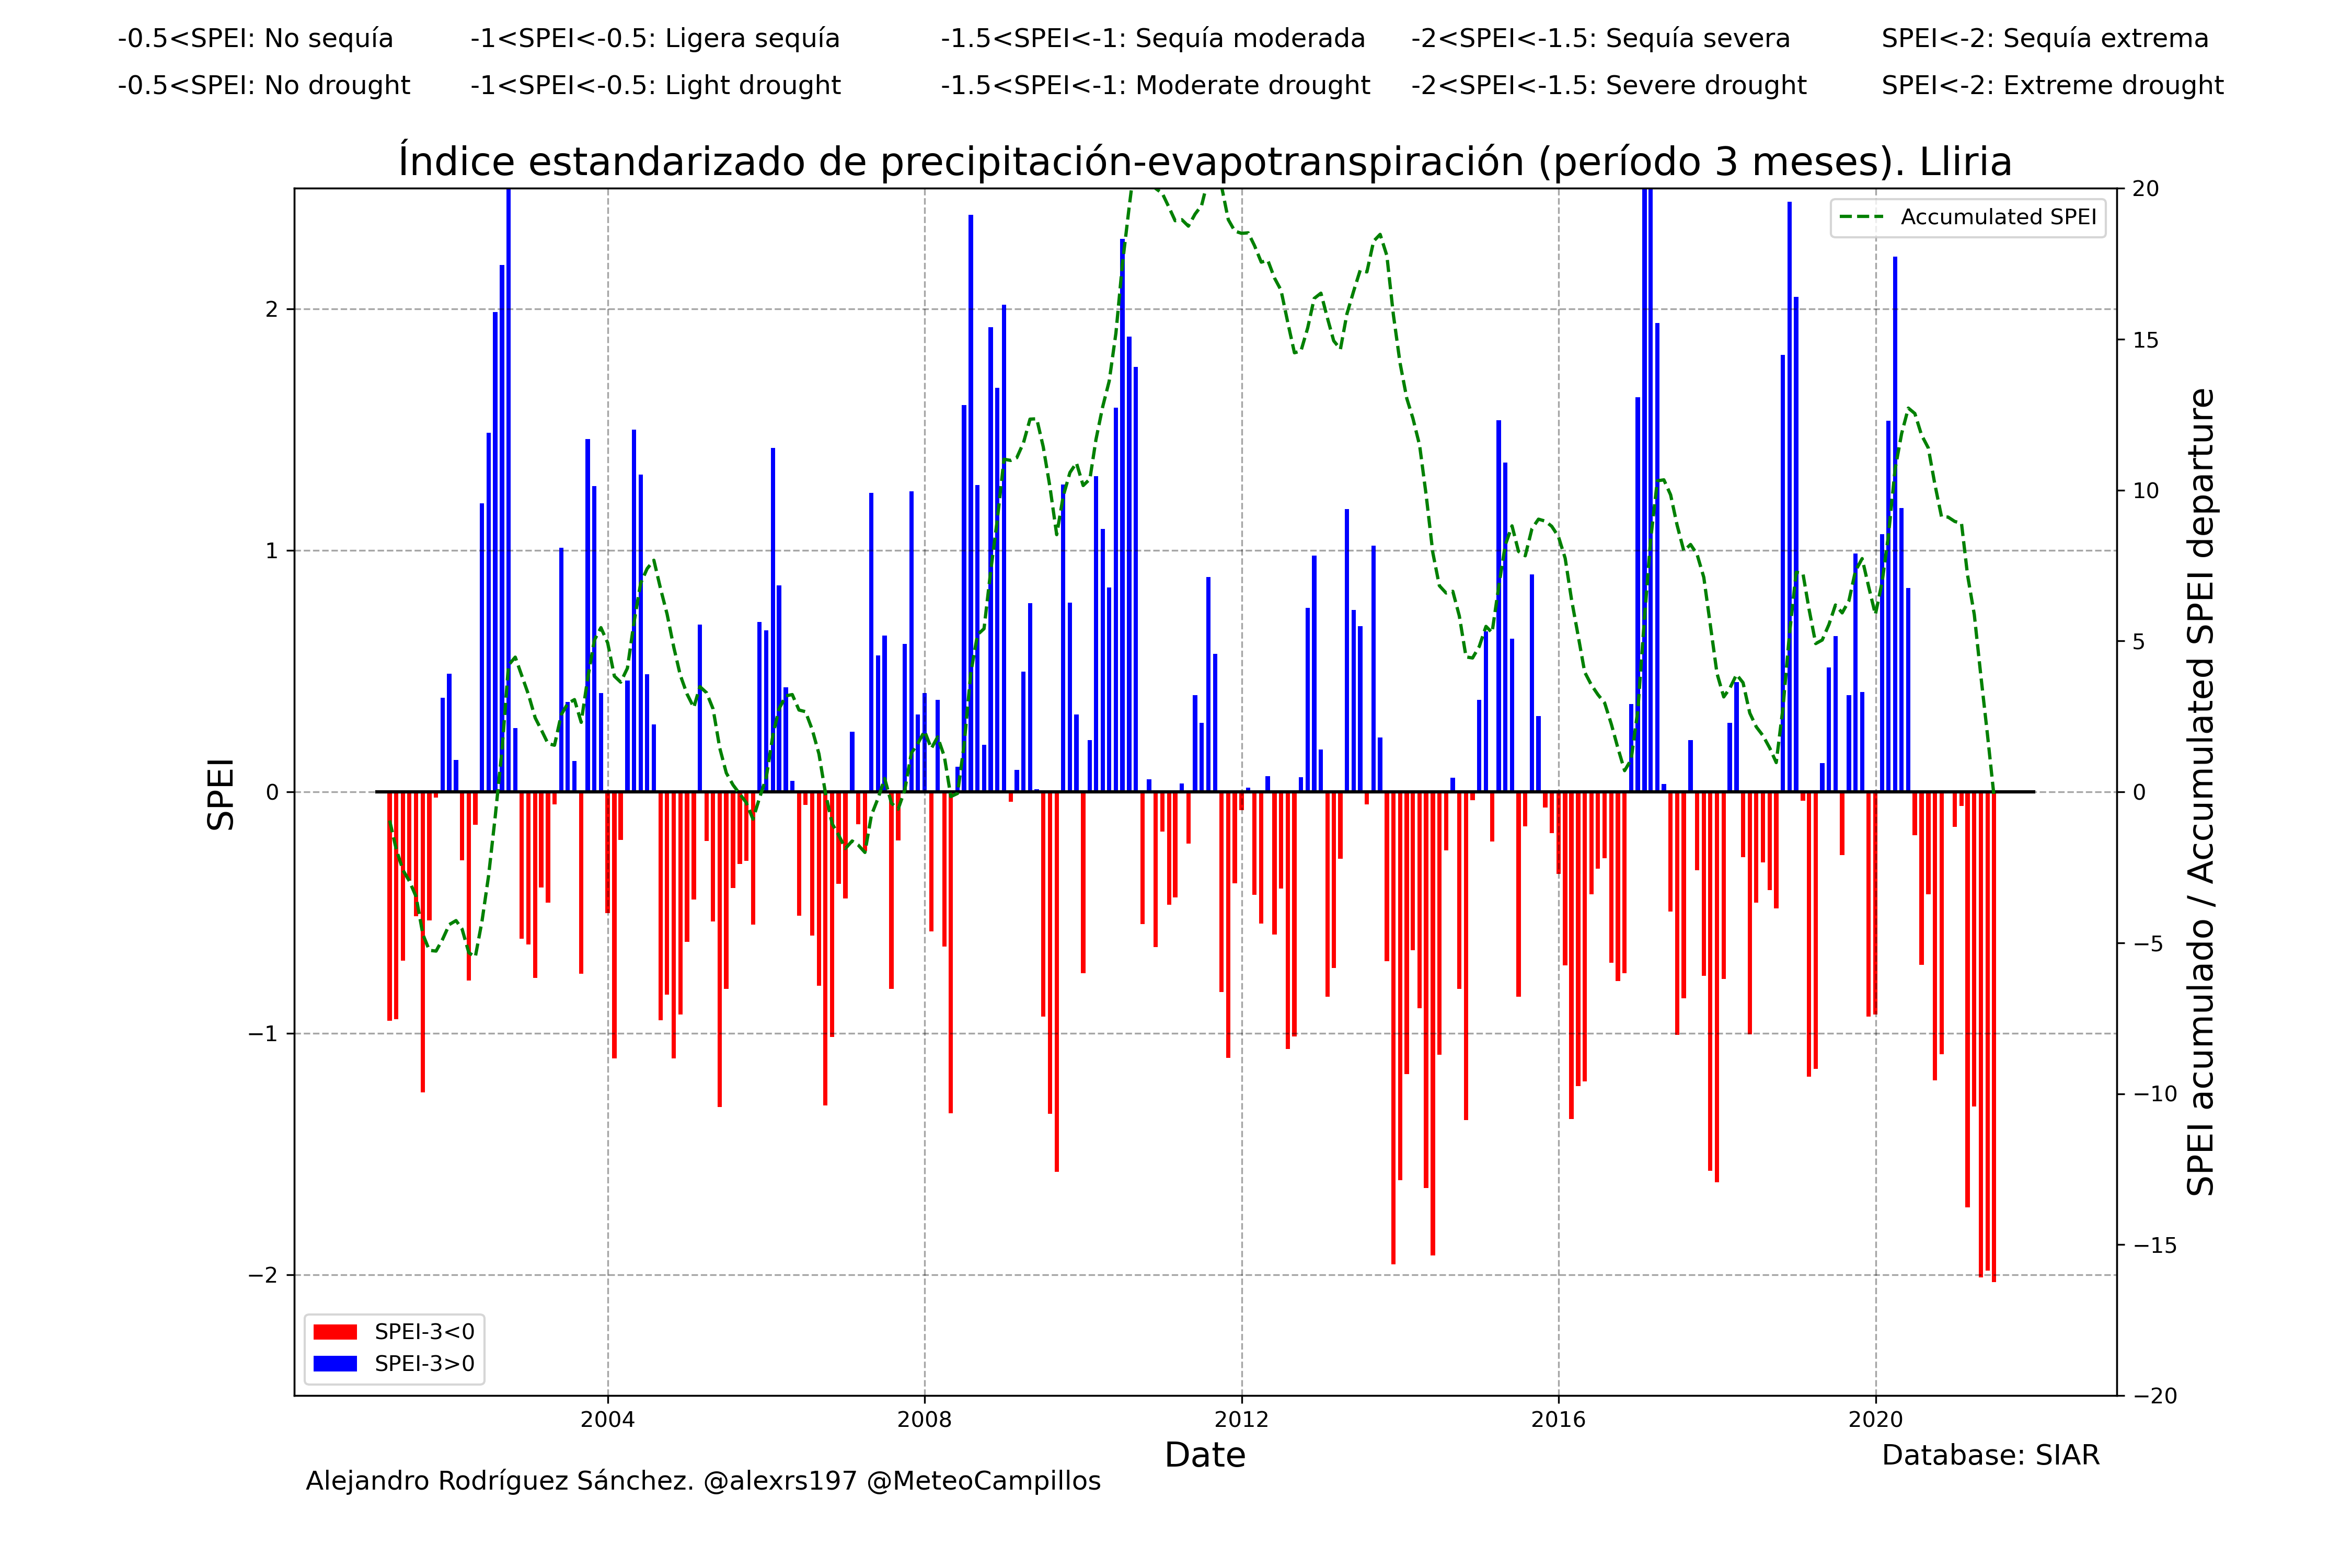 -0.5<SPEI: No sequía -1<SPEI<-0.5: Ligera sequía -1.5<SPEI<-1: Sequía moderada -2<SPEI<-1.5: Sequía severa SPEI<-2: Sequía extrema
-0.5<SPEI: No drought -1<SPEI<-0.5: Light drought -1.5<SPEI<-1: Moderate drought -2<SPEI<-1.5: Severe drought SPEI<-2: Extreme drought
Índice estandarizado de precipitación-evapotranspiración (período 3 meses). Lliria
Accumulated SPEI
SPEI
2
1
0
−1
−2
20
15
10
5
0
−5
−10
−15
−20
SPEI acumulado / Accumulated SPEI departure
SPEI-3<0
SPEI-3>0
2004 2008 2012 2016 2020
Date
Database: SIAR
Alejandro Rodríguez Sánchez. @alexrs197 @MeteoCampillos